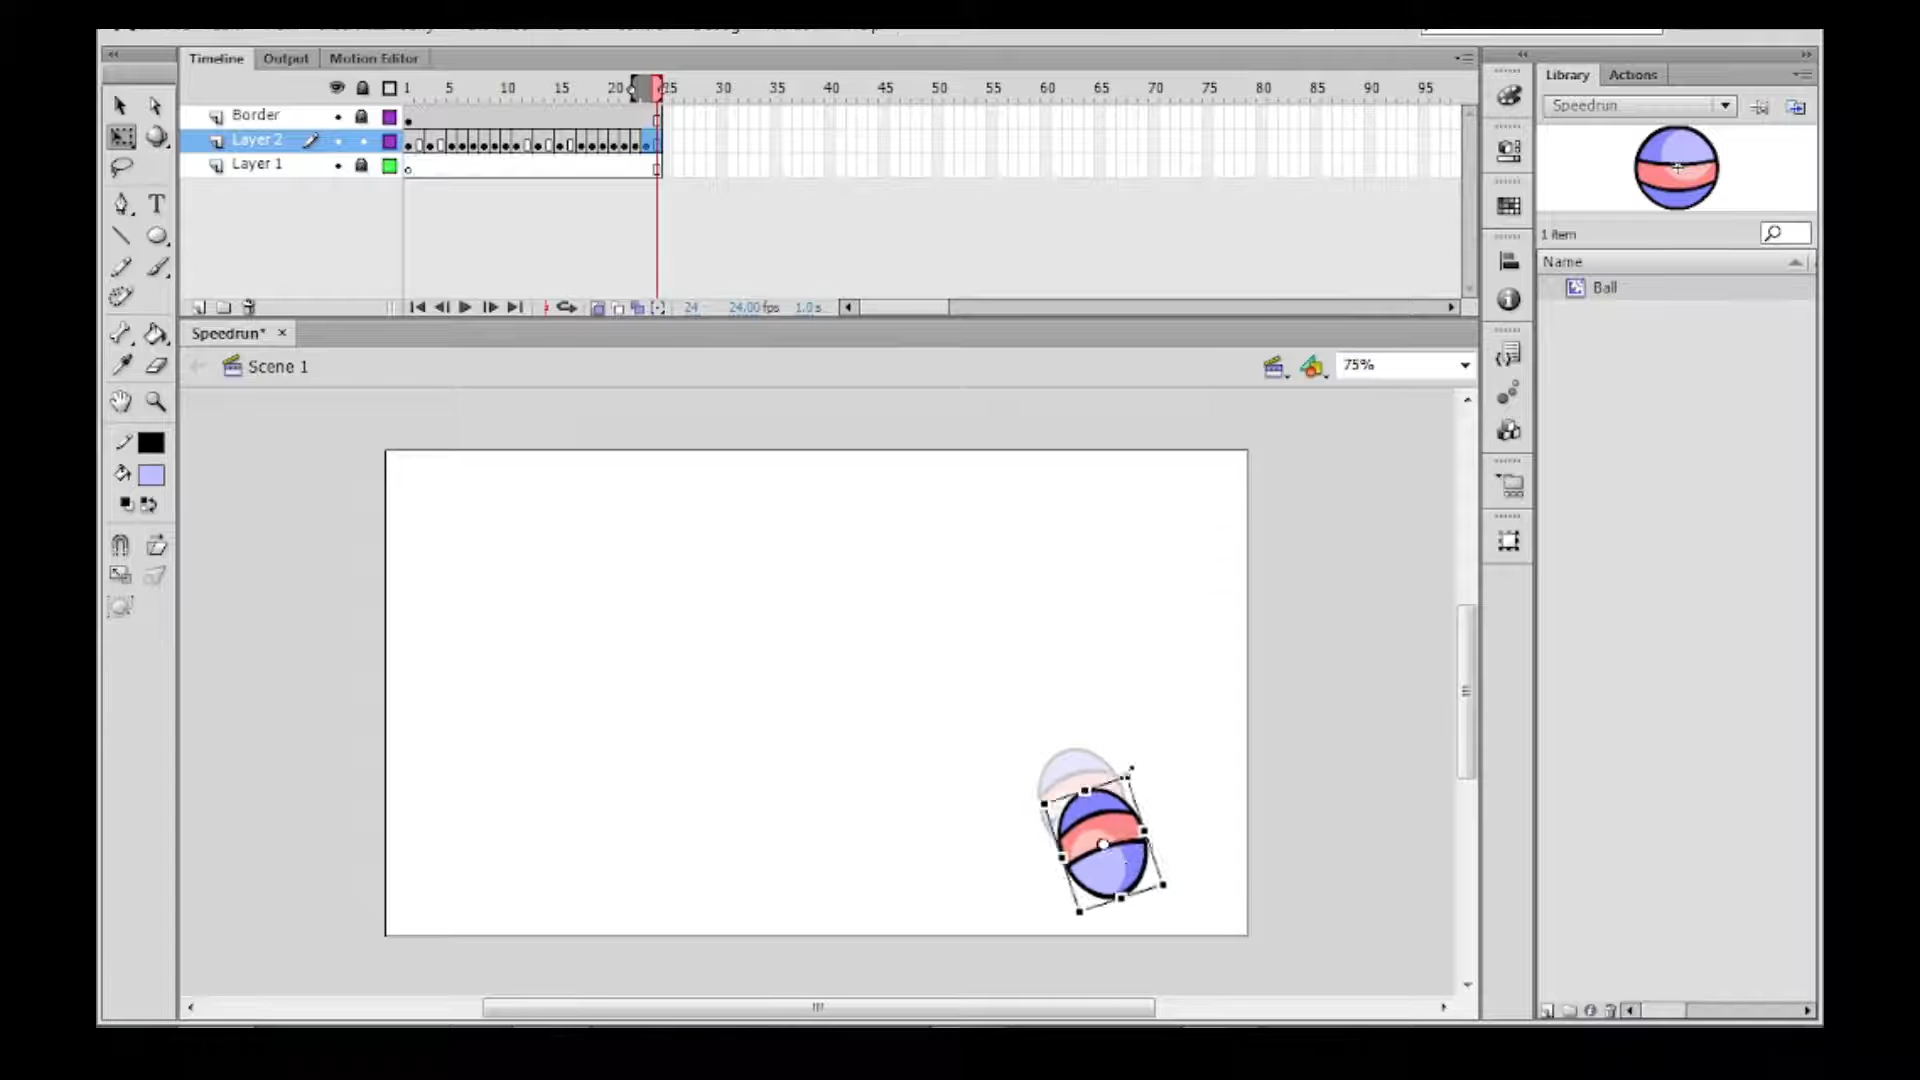 Timeline Output Motion Editor
Library Actions
1 5 10 15 20 25 30 35 40 45 50 55 60 65 70 75 80 85 90 95
Speedrun
Border
Layer 2
Layer 1
1 item
Name
Ball
24 24.00 fps 1.0 s
Speedrun* ×
Scene 1
75%
T